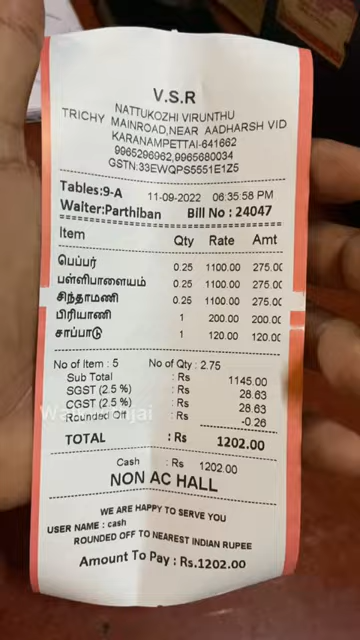 V.S.R
NATTUKOZHI VIRUNTHU
TRICHY MAINROAD,NEAR AADHARSH VID
KARANAMPETTAI-641662
9965296962,9965680034
GSTN:33EWQPS5551E1Z5
Tables:9-A 11-09-2022 06:35:58 PM
Waiter:Parthiban Bill No : 24047
Item Qty Rate Amt
பெப்பர் 0.25 1100.00 275.00
பள்ளிபாளையம் 0.25 1100.00 275.00
சிந்தாமணி 0.25 1100.00 275.00
பிரியாணி 1 200.00 200.00
சாப்பாடு 1 120.00 120.00
No of Item : 5 No of Qty : 2.75
Sub Total : Rs 1145.00
SGST (2.5 %) : Rs 28.63
CGST (2.5 %) : Rs 28.63
Rounded Off : Rs -0.26
TOTAL : Rs 1202.00
Cash : Rs 1202.00
NON AC HALL
WE ARE HAPPY TO SERVE YOU
USER NAME : cash
ROUNDED OFF TO NEAREST INDIAN RUPEE
Amount To Pay : Rs.1202.00